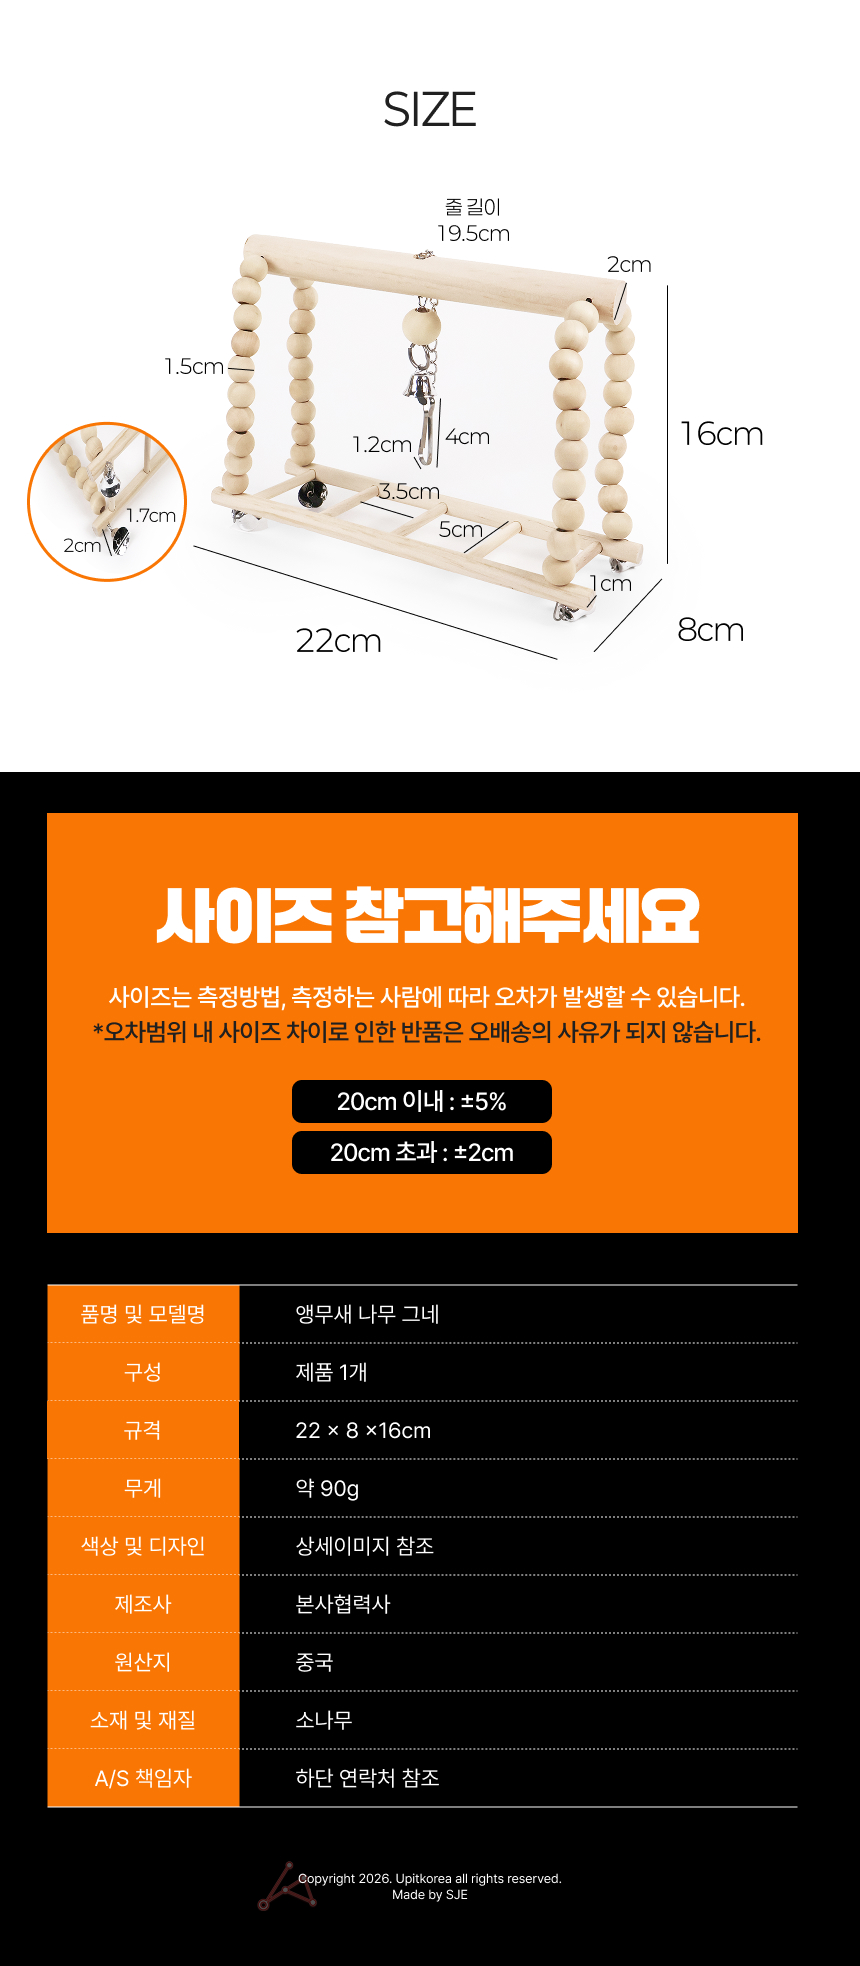 SIZE
줄 길이
19.5cm
2cm
1.5cm
16cm
1.2cm
4cm
3.5cm
1.7cm
5cm
2cm
1cm
22cm
8cm
사이즈 참고해주세요
사이즈는 측정방법, 측정하는 사람에 따라 오차가 발생할 수 있습니다.
*오차범위 내 사이즈 차이로 인한 반품은 오배송의 사유가 되지 않습니다.
20cm 이내 : ±5%
20cm 초과 : ±2cm
품명 및 모델명 앵무새 나무 그네
구성 제품 1개
규격 22 × 8 ×16cm
무게 약 90g
색상 및 디자인 상세이미지 참조
제조사 본사협력사
원산지 중국
소재 및 재질 소나무
A/S 책임자 하단 연락처 참조
Copyright 2026. Upitkorea all rights reserved.
Made by SJE